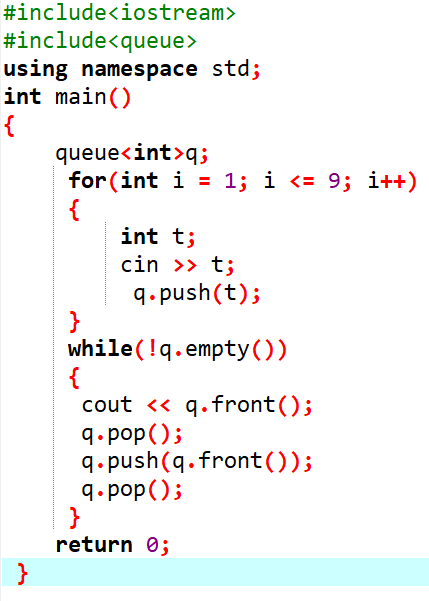 #include<iostream>
#include<queue>
using namespace std;
int main()
{
    queue<int>q;
     for(int i = 1; i <= 9; i++)
     {
         int t;
         cin >> t;
          q.push(t);
     }
     while(!q.empty())
     {
      cout << q.front();
      q.pop();
      q.push(q.front());
      q.pop();
     }
    return 0;
 }